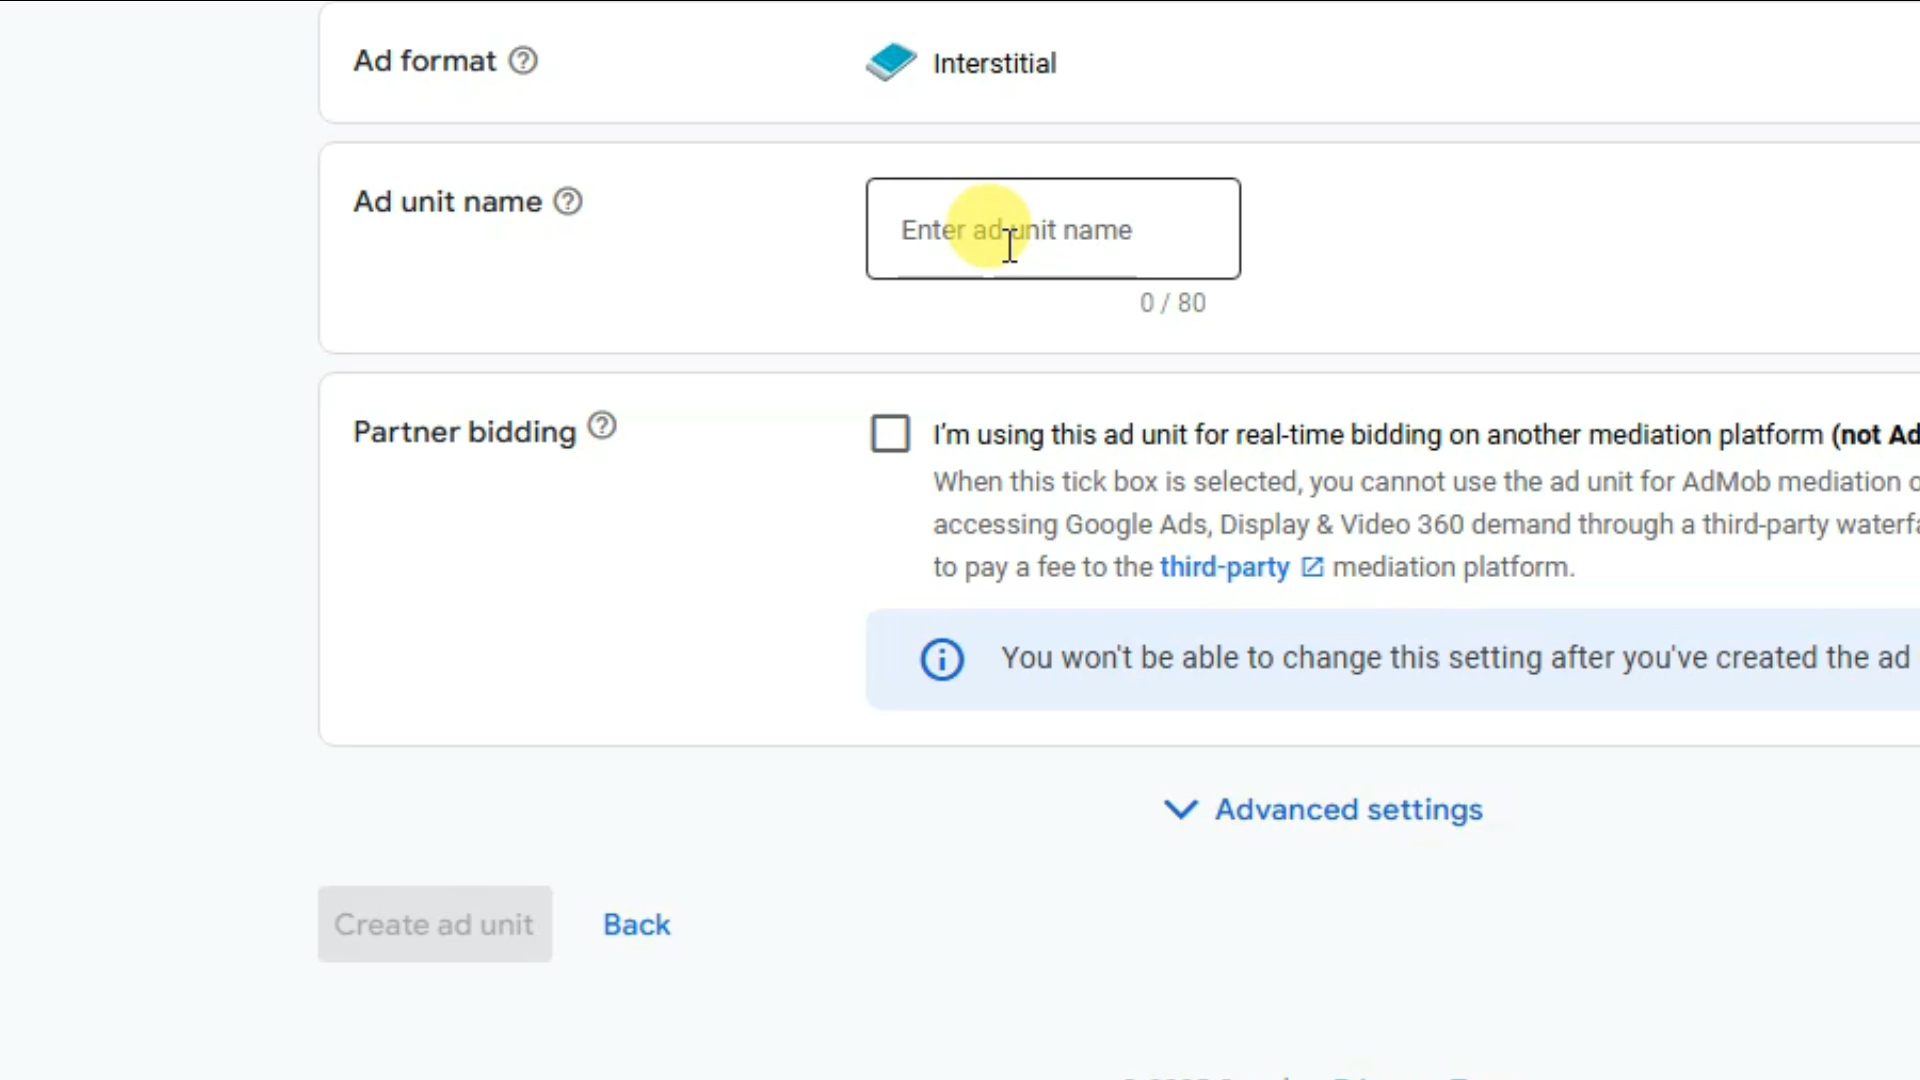 Ad format
Interstitial
Ad unit name
Enter ad unit name
0 / 80
Partner bidding
I'm using this ad unit for real-time bidding on another mediation platform (not Ad
When this tick box is selected, you cannot use the ad unit for AdMob mediation
accessing Google Ads, Display & Video 360 demand through a third-party
to pay a fee to the third-party mediation platform.
You won't be able to change this setting after you've created the ad
Advanced settings
Create ad unit
Back